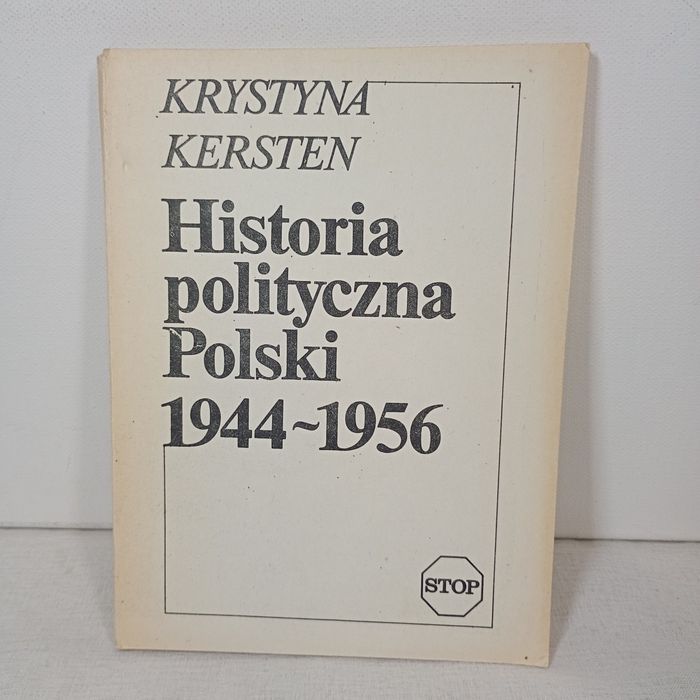 KRYSTYNA
KERSTEN
Historia
polityczna
Polski
1944~1956
STOP